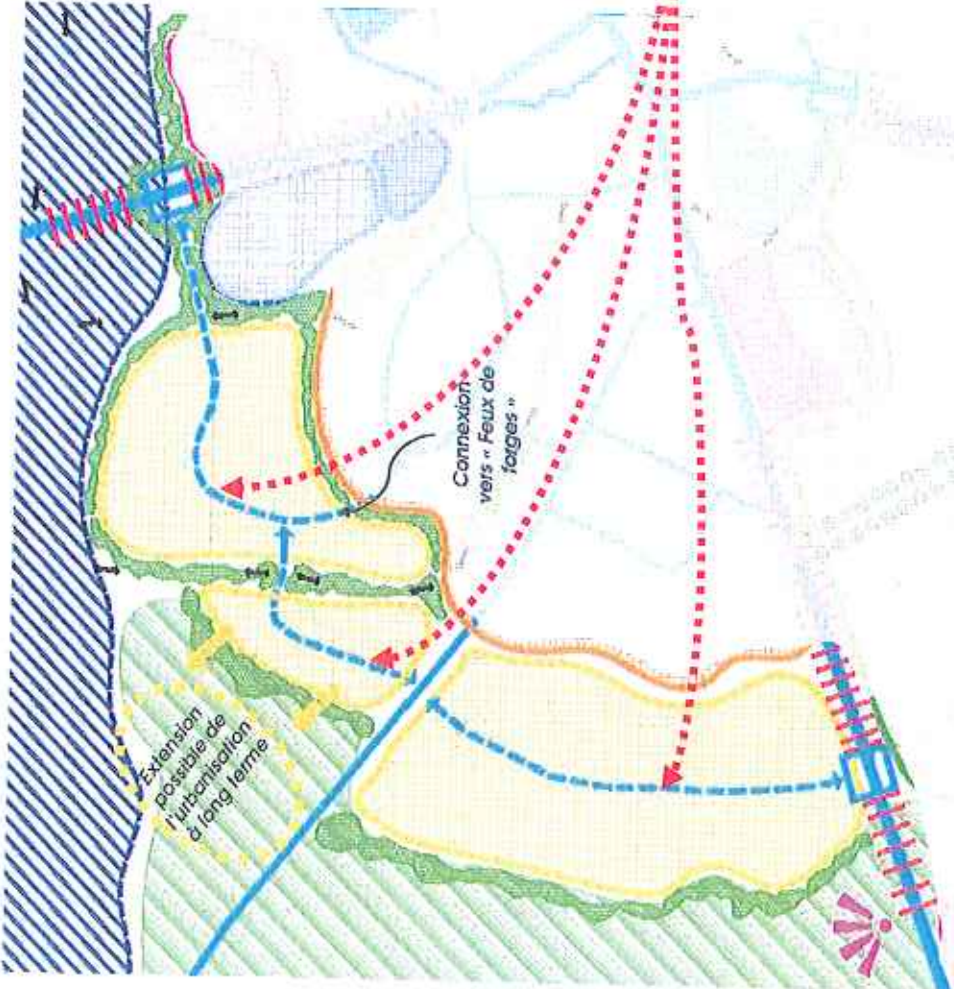 Connexion
vers « Feux de
forges »
Extension
possible de
l'urbanisation
à long terme